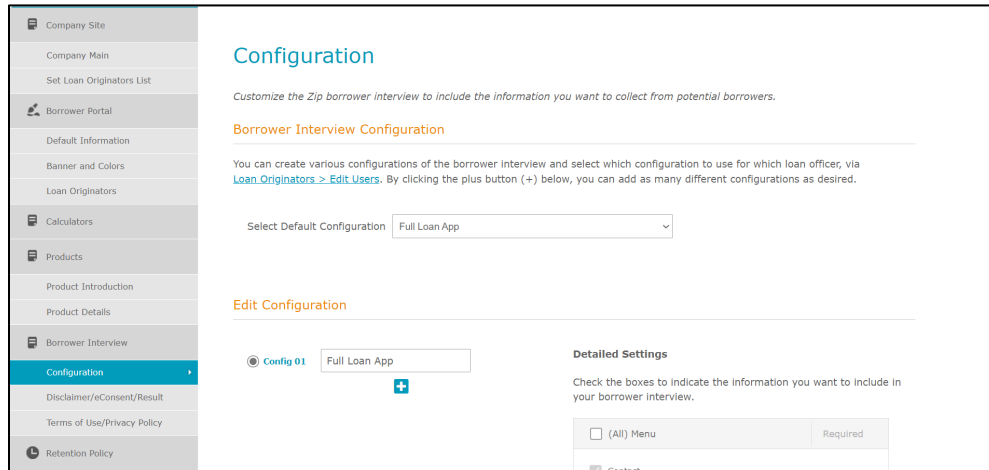 Company Site
Company Main
Set Loan Originators List
Borrower Portal
Default Information
Banner and Colors
Loan Originators
Calculators
Products
Product Introduction
Product Details
Borrower Interview
Configuration
Disclaimer/eConsent/Result
Terms of Use/Privacy Policy
Retention Policy
Configuration
Customize the Zip borrower interview to include the information you want to collect from potential borrowers.
Borrower Interview Configuration
You can create various configurations of the borrower interview and select which configuration to use for which loan officer, via
Loan Originators > Edit Users. By clicking the plus button (+) below, you can add as many different configurations as desired.
Select Default Configuration Full Loan App
Edit Configuration
Config 01 Full Loan App
Detailed Settings
Check the boxes to indicate the information you want to include in
your borrower interview.
(All) Menu Required
Contact